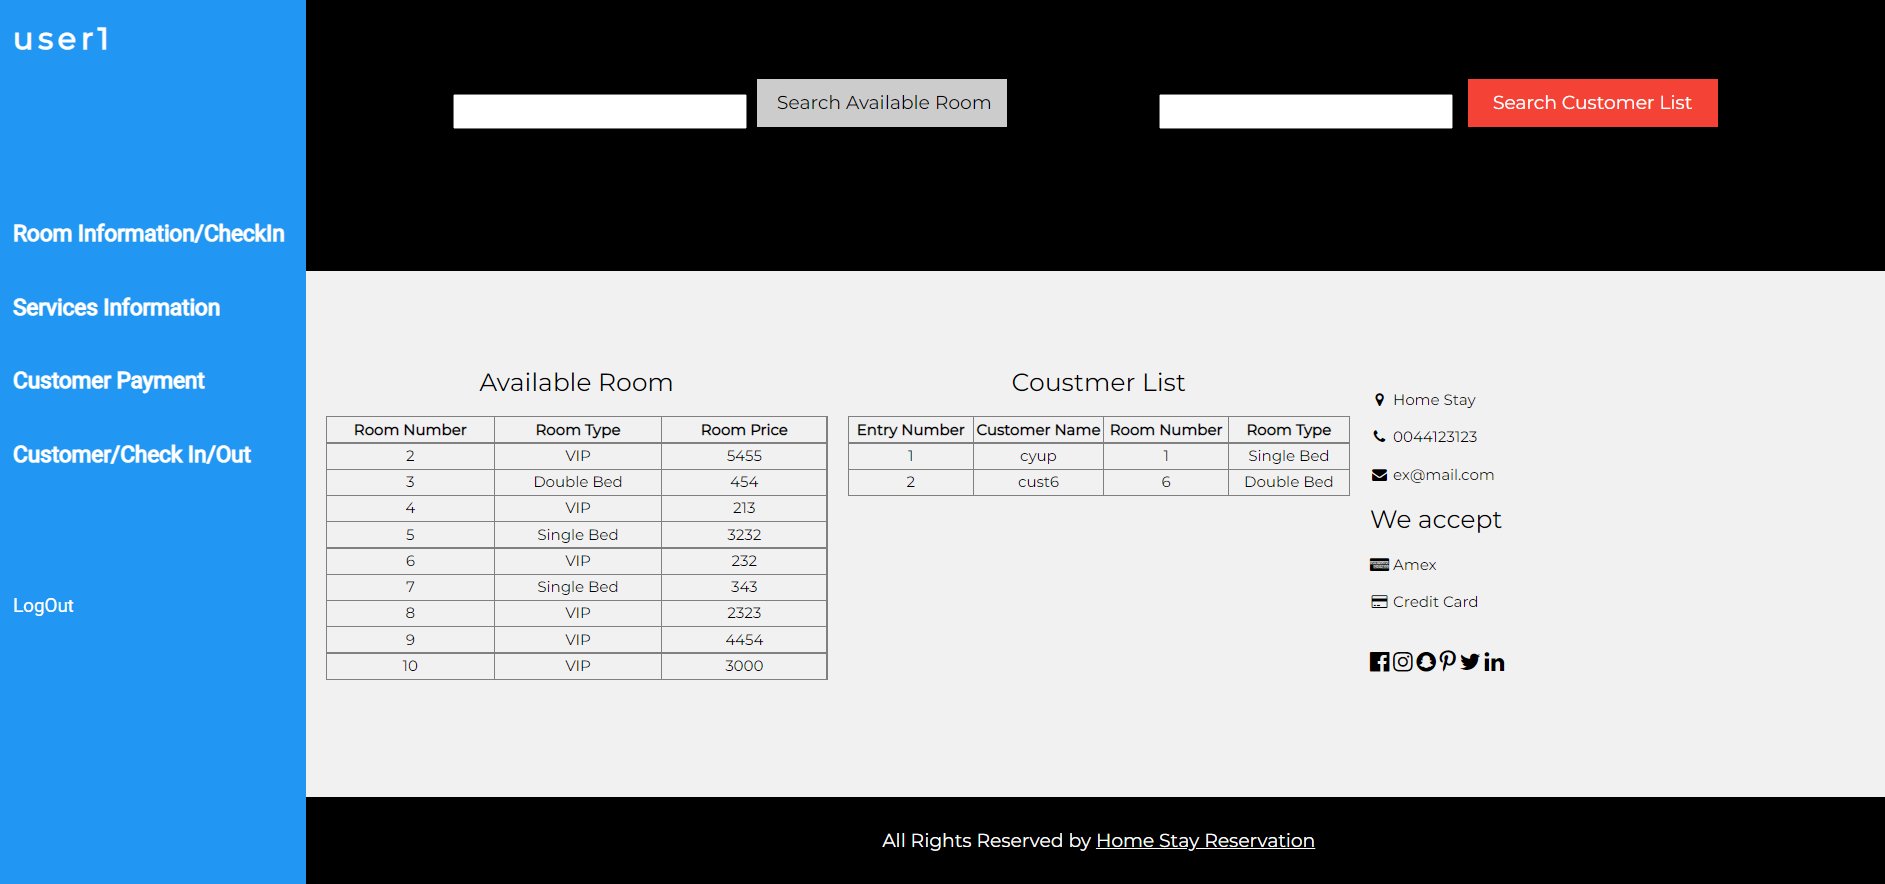 user1
Room Information/CheckIn
Services Information
Customer Payment
Customer/Check In/Out
LogOut
Search Available Room
Search Customer List
Available Room
Room Number Room Type Room Price
2 VIP 5455
3 Double Bed 454
4 VIP 213
5 Single Bed 3232
6 VIP 232
7 Single Bed 343
8 VIP 2323
9 VIP 4454
10 VIP 3000
Coustmer List
Entry Number Customer Name Room Number Room Type
1 cyup 1 Single Bed
2 cust6 6 Double Bed
Home Stay
0044123123
ex@mail.com
We accept
Amex
Credit Card
All Rights Reserved by Home Stay Reservation